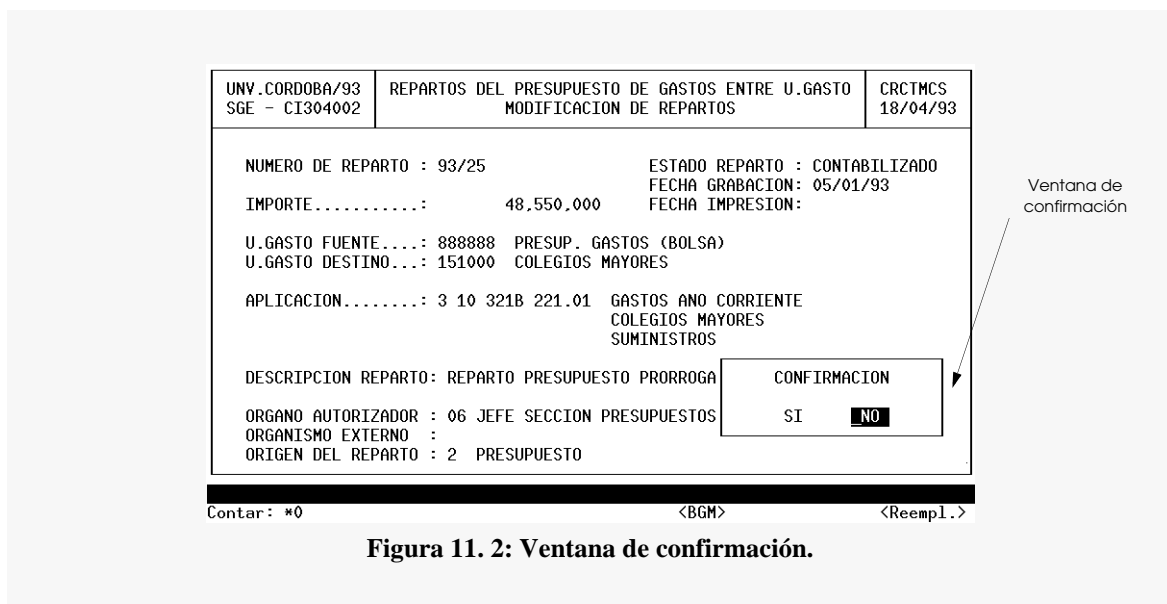 UNV.CORDOBA/93 REPARTOS DEL PRESUPUESTO DE GASTOS ENTRE U.GASTO CRCTMCS
SGE - CI304002 MODIFICACION DE REPARTOS 18/04/93
NUMERO DE REPARTO : 93/25 ESTADO REPARTO : CONTABILIZADO
FECHA GRABACION: 05/01/93
IMPORTE...........: 48,550,000 FECHA IMPRESION:
Ventana de
confirmación
U.GASTO FUENTE....: 888888 PRESUP. GASTOS (BOLSA)
U.GASTO DESTINO...: 151000 COLEGIOS MAYORES
APLICACION........: 3 10 321B 221.01 GASTOS ANO CORRIENTE
COLEGIOS MAYORES
SUMINISTROS
DESCRIPCION REPARTO: REPARTO PRESUPUESTO PRORROGA CONFIRMACION
ORGANO AUTORIZADOR : 06 JEFE SECCION PRESUPUESTOS SI _NO
ORGANISMO EXTERNO :
ORIGEN DEL REPARTO : 2 PRESUPUESTO
Contar: *0 <BGM> <Reempl.>
Figura 11. 2: Ventana de confirmación.